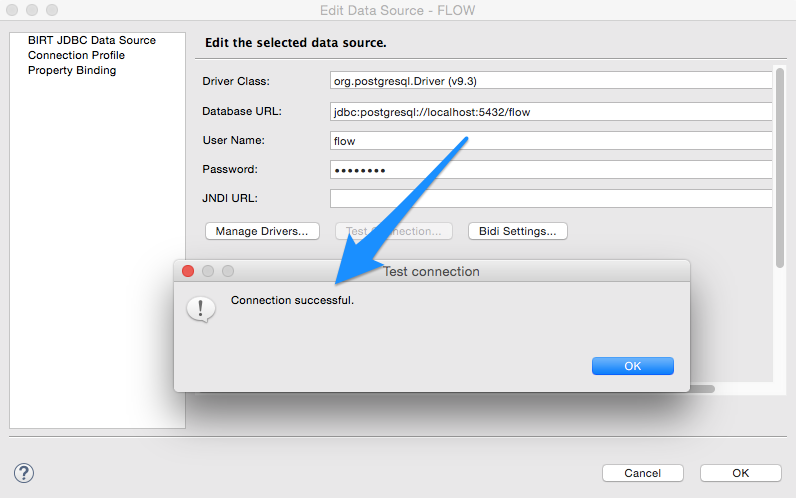 Edit Data Source - FLOW
BIRT JDBC Data Source
Connection Profile
Property Binding
Edit the selected data source.
Driver Class:
org.postgresql.Driver (v9.3)
Database URL:
jdbc:postgresql://localhost:5432/flow
User Name:
flow
Password:
••••••••
JNDI URL:
Manage Drivers...
Test Connection...
Bidi Settings...
Test connection
!
Connection successful.
OK
?
Cancel
OK